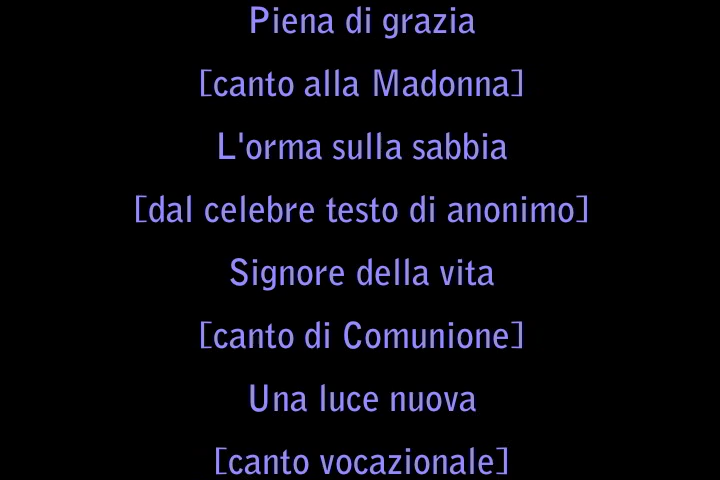 Piena di grazia
[canto alla Madonna]
L'orma sulla sabbia
[dal celebre testo di anonimo]
Signore della vita
[canto di Comunione]
Una luce nuova
[canto vocazionale]